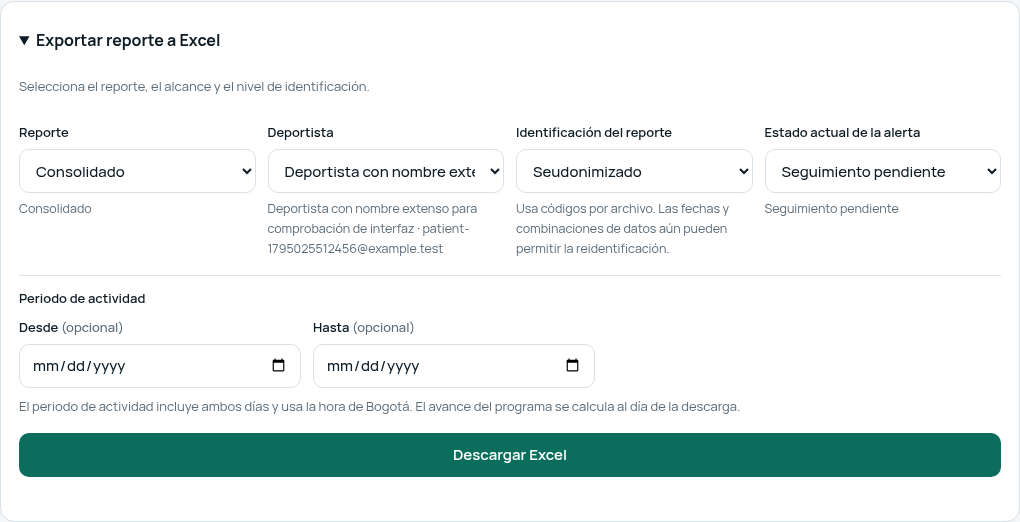 Exportar reporte a Excel
Selecciona el reporte, el alcance y el nivel de identificación.
Reporte
Deportista
Identificación del reporte
Estado actual de la alerta
Consolidado
Deportista con nombre exte
Seudonimizado
Seguimiento pendiente
Consolidado
Deportista con nombre extenso para
comprobación de interfaz · patient-
1795025512456@example.test
Usa códigos por archivo. Las fechas y
combinaciones de datos aún pueden
permitir la reidentificación.
Seguimiento pendiente
Periodo de actividad
Desde (opcional)
Hasta (opcional)
mm/dd/yyyy
mm/dd/yyyy
El periodo de actividad incluye ambos días y usa la hora de Bogotá. El avance del programa se calcula al día de la descarga.
Descargar Excel